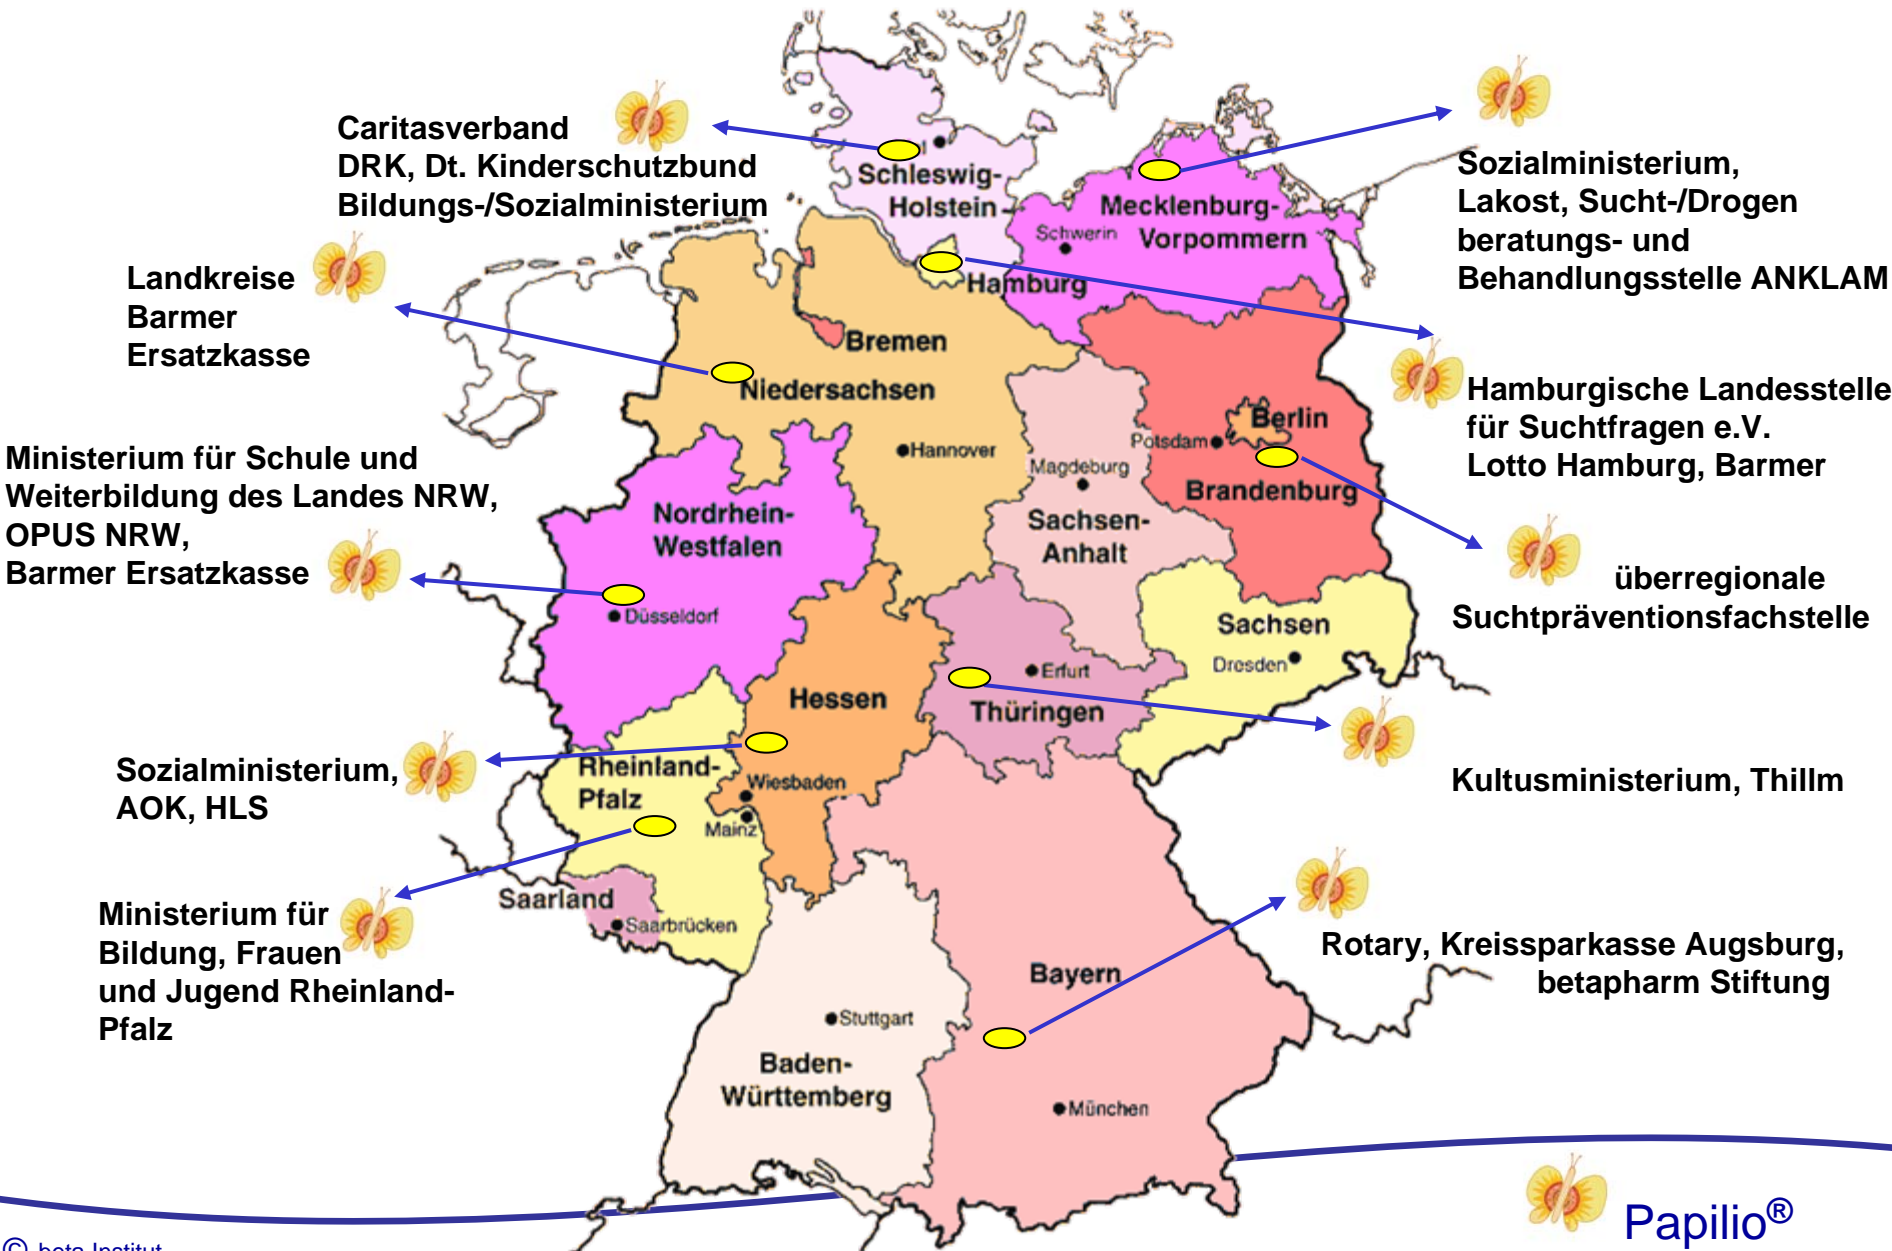 Caritasverband
DRK, Dt. Kinderschutzbund
Bildungs-/Sozialministerium
Landkreise
Barmer
Ersatzkasse
Ministerium für Schule und
Weiterbildung des Landes NRW,
OPUS NRW,
Barmer Ersatzkasse
Sozialministerium,
AOK, HLS
Ministerium für
Bildung, Frauen
und Jugend Rheinland-
Pfalz
Schleswig-
Holstein
Mecklenburg-
Vorpommern
Schwerin
Hamburg
Bremen
Niedersachsen
Hannover
Berlin
Potsdam
Brandenburg
Magdeburg
Sachsen-
Anhalt
Nordrhein-
Westfalen
Düsseldorf
Sachsen
Dresden
Erfurt
Thüringen
Hessen
Wiesbaden
Rheinland-
Pfalz
Mainz
Saarland
Saarbrücken
Bayern
Stuttgart
Baden-
Württemberg
München
Sozialministerium,
Lakost, Sucht-/Drogen
beratungs- und
Behandlungsstelle ANKLAM
Hamburgische Landesstelle
für Suchtfragen e.V.
Lotto Hamburg, Barmer
überregionale
Suchtpräventionsfachstelle
Kultusministerium, Thillm
Rotary, Kreissparkasse Augsburg,
betapharm Stiftung
Papilio®
© beta Institut